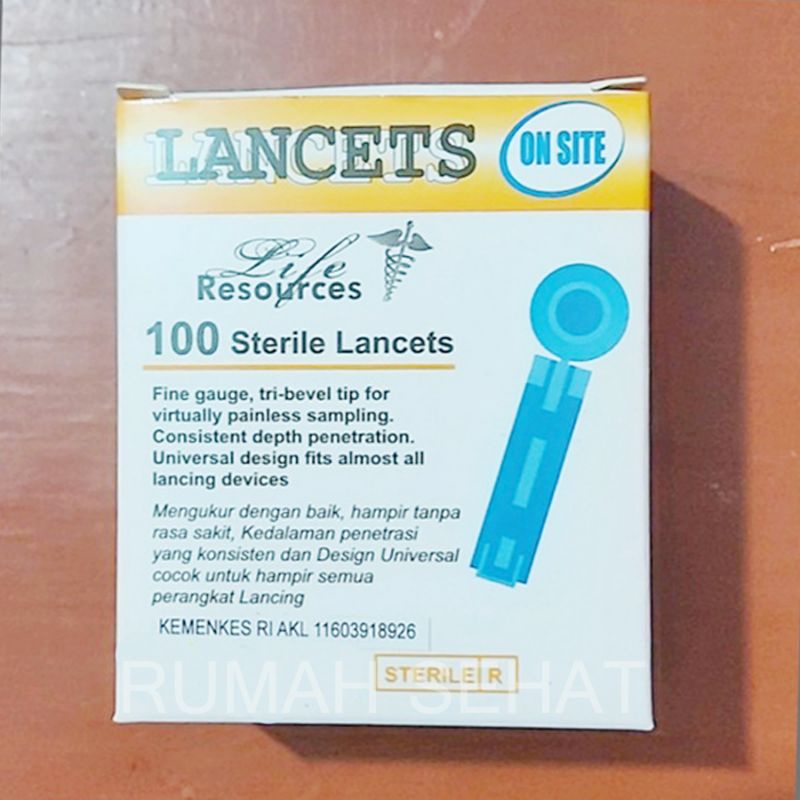 LANCETS
ON SITE
Life
Resources
100 Sterile Lancets
Fine gauge, tri-bevel tip for
virtually painless sampling.
Consistent depth penetration.
Universal design fits almost all
lancing devices
Mengukur dengan baik, hampir tanpa
rasa sakit, Kedalaman penetrasi
yang konsisten dan Design Universal
cocok untuk hampir semua
perangkat Lancing
KEMENKES RI AKL 11603918926
STERILE R
RUMAH SEHAT